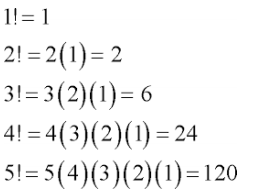 1! = 1
2! = 2(1) = 2
3! = 3(2)(1) = 6
4! = 4(3)(2)(1) = 24
5! = 5(4)(3)(2)(1) = 120